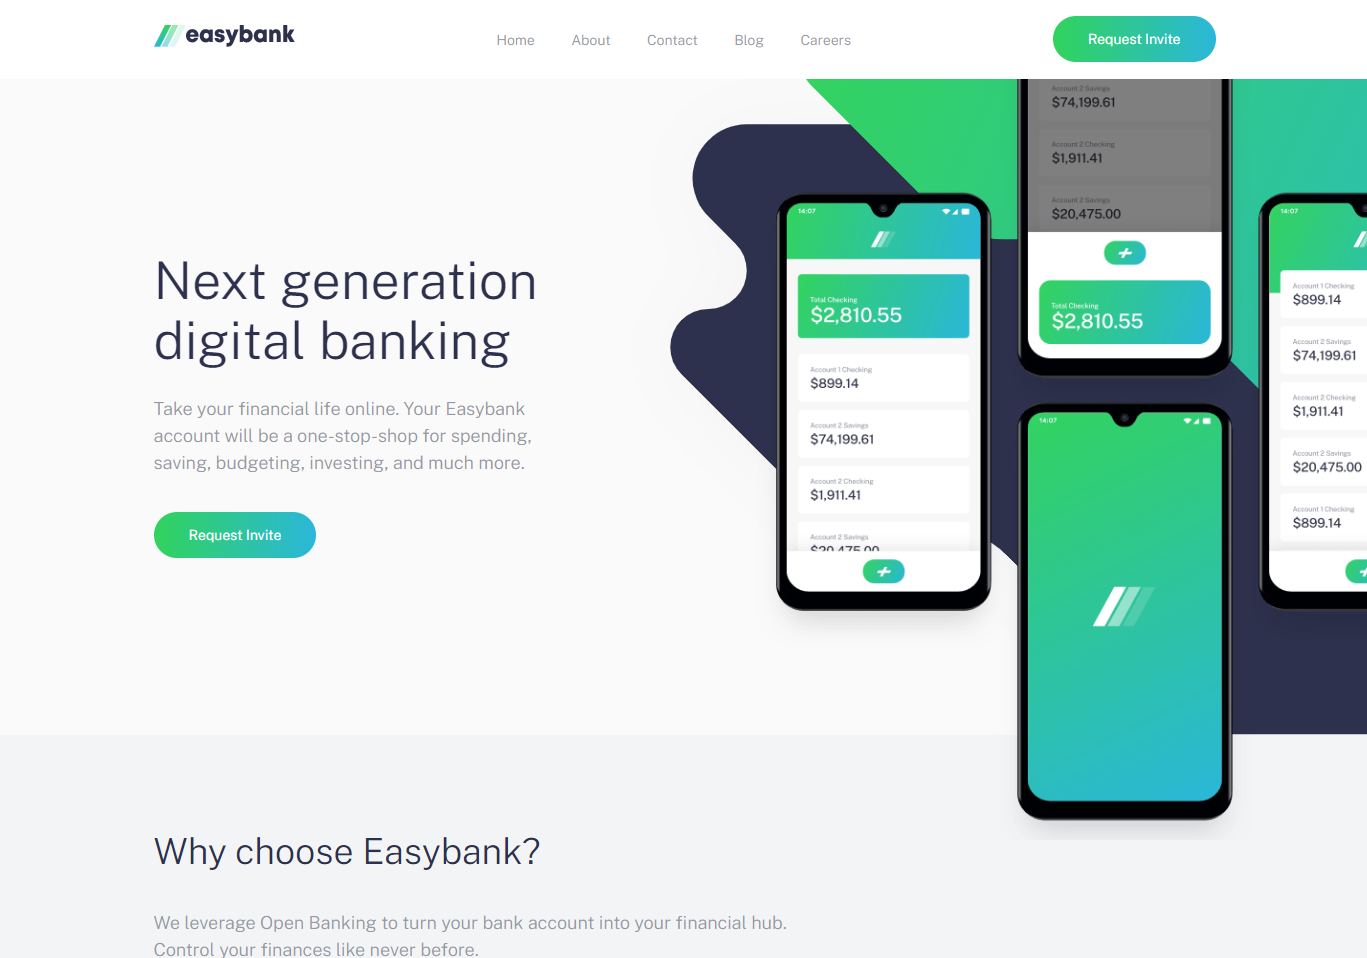 easybank
Home
About
Contact
Blog
Careers
Request Invite
Next generation
digital banking
Take your financial life online. Your Easybank
account will be a one-stop-shop for spending,
saving, budgeting, investing, and much more.
Request Invite
14:07
Total Checking
$2,810.55
Account 1 Checking
$899.14
Account 2 Savings
$74,199.61
Account 2 Checking
$1,911.41
Account 2 Savings
$20,475.00
Account 2 Savings
$74,199.61
Account 2 Checking
$1,911.41
Account 2 Savings
$20,475.00
Total Checking
$2,810.55
14:07
14:07
Account 1 Checking
$899.14
Account 2 Savings
$74,199.61
Account 2 Checking
$1,911.41
Account 2 Savings
$20,475.00
Account 1 Checking
$899.14
Why choose Easybank?
We leverage Open Banking to turn your bank account into your financial hub.
Control your finances like never before.